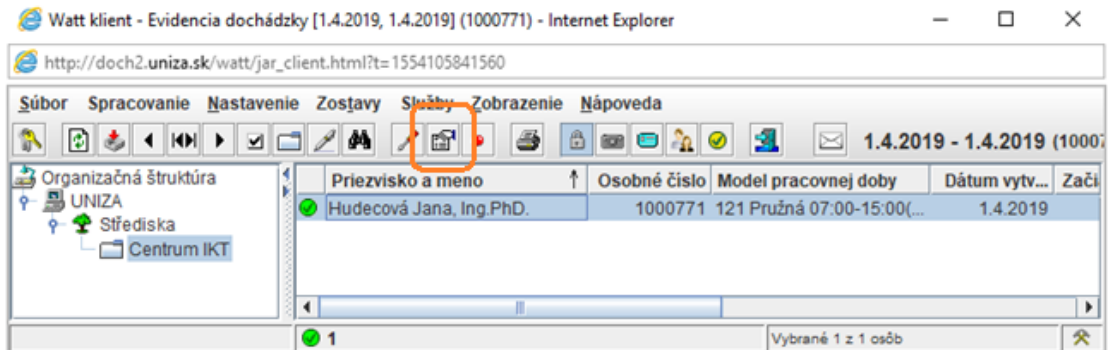 Watt klient - Evidencia dochádzky [1.4.2019, 1.4.2019] (1000771) - Internet Explorer
http://doch2.uniza.sk/watt/jar_client.html?t=1554105841560
Súbor Spracovanie Nastavenie Zostavy Služby Zobrazenie Nápoveda
1.4.2019 - 1.4.2019 (1000
Organizačná štruktúra
UNIZA
Střediska
Centrum IKT
Priezvisko a meno Osobné číslo Model pracovnej doby Dátum vytv... Zači
Hudecová Jana, Ing.PhD. 1000771 121 Pružná 07:00-15:00(... 1.4.2019
1 Vybrané 1 z 1 osôb